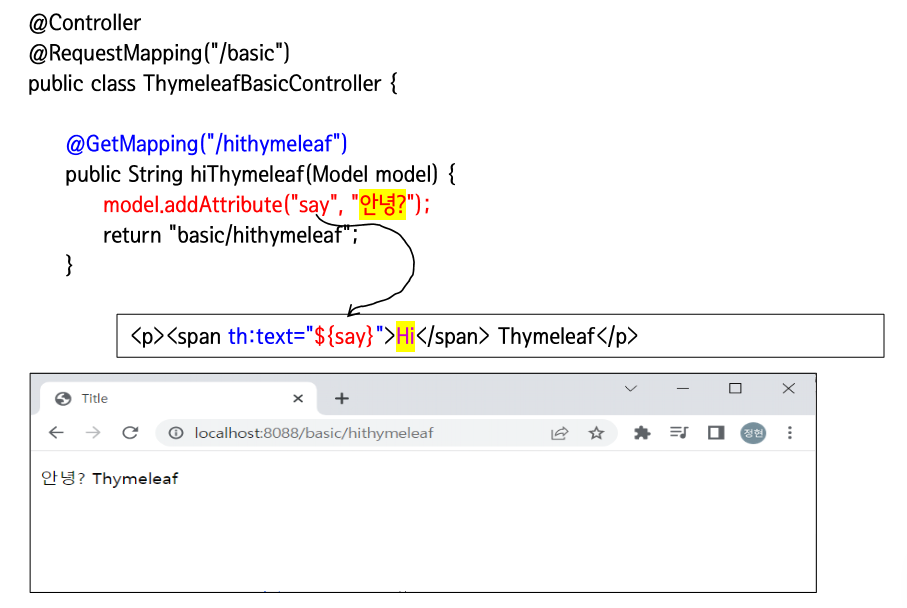 @Controller
@RequestMapping("/basic")
public class ThymeleafBasicController {
@GetMapping("/hithymeleaf")
public String hiThymeleaf(Model model) {
model.addAttribute("say", "안녕?");
return "basic/hithymeleaf";
}
<p><span th:text="${say}">Hi</span> Thymeleaf</p>
Title
localhost:8088/basic/hithymeleaf
정현
안녕? Thymeleaf